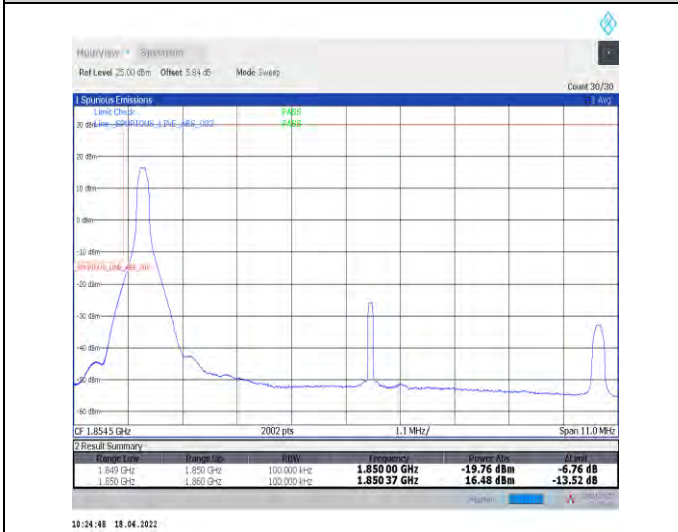 MultiView Spectrum
Ref Level 25.00 dBm Offset 5.84 dB Mode Sweep
Count 30/30
1 Spurious Emissions 1 Avg
Limit Check PASS
30 dBm Line _SPURIOUS_LINE_ABS_002 PASS
20 dBm
10 dBm
0 dBm
-10 dBm
_SPURIOUS_LINE_ABS_002
-20 dBm
-30 dBm
-40 dBm
-50 dBm
-60 dBm
CF 1.8545 GHz 2002 pts 1.1 MHz/ Span 11.0 MHz
2 Result Summary
Range Low Range Up RBW Frequency Power Abs ΔLimit
1.849 GHz 1.850 GHz 100.000 kHz 1.850 00 GHz -19.76 dBm -6.76 dB
1.850 GHz 1.860 GHz 100.000 kHz 1.850 37 GHz 16.48 dBm -13.52 dB
10:24:48 18.04.2022